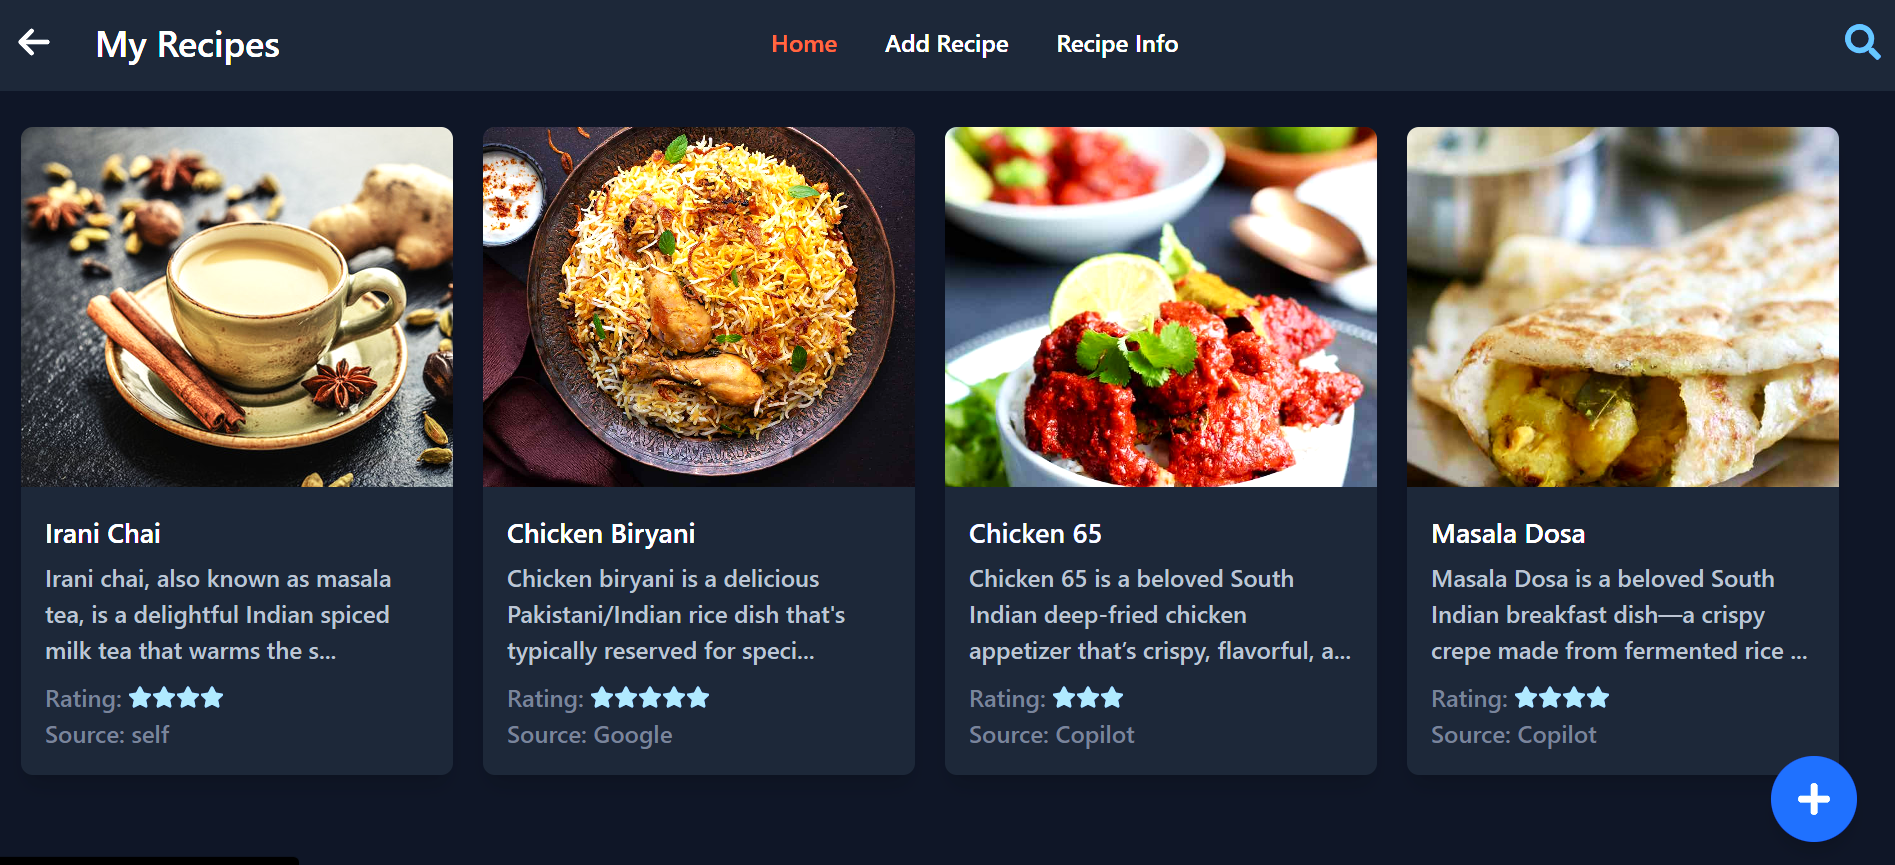 My Recipes
Home
Add Recipe
Recipe Info
Irani Chai
Irani chai, also known as masala
tea, is a delightful Indian spiced
milk tea that warms the s...
Rating:
Source: self
Chicken Biryani
Chicken biryani is a delicious
Pakistani/Indian rice dish that's
typically reserved for speci...
Rating:
Source: Google
Chicken 65
Chicken 65 is a beloved South
Indian deep-fried chicken
appetizer that’s crispy, flavorful, a...
Rating:
Source: Copilot
Masala Dosa
Masala Dosa is a beloved South
Indian breakfast dish—a crispy
crepe made from fermented rice ...
Rating:
Source: Copilot